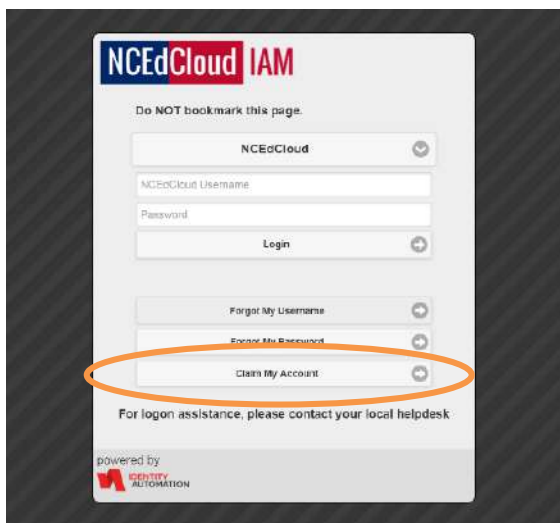 NCEdCloud IAM
Do NOT bookmark this page.
NCEdCloud
NCEdCloud Username
Password
Login
Forgot My Username
Forgot My Password
Claim My Account
For logon assistance, please contact your local helpdesk
powered by
IDENTITY
AUTOMATION